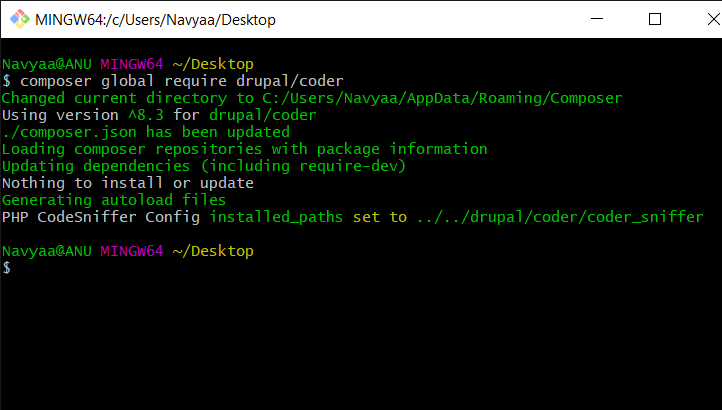 MINGW64:/c/Users/Navyaa/Desktop
Navyaa@ANU MINGW64 ~/Desktop
$ composer global require drupal/coder
Changed current directory to C:/Users/Navyaa/AppData/Roaming/Composer
Using version ^8.3 for drupal/coder
./composer.json has been updated
Loading composer repositories with package information
Updating dependencies (including require-dev)
Nothing to install or update
Generating autoload files
PHP CodeSniffer Config installed_paths set to ../../drupal/coder/coder_sniffer
Navyaa@ANU MINGW64 ~/Desktop
$